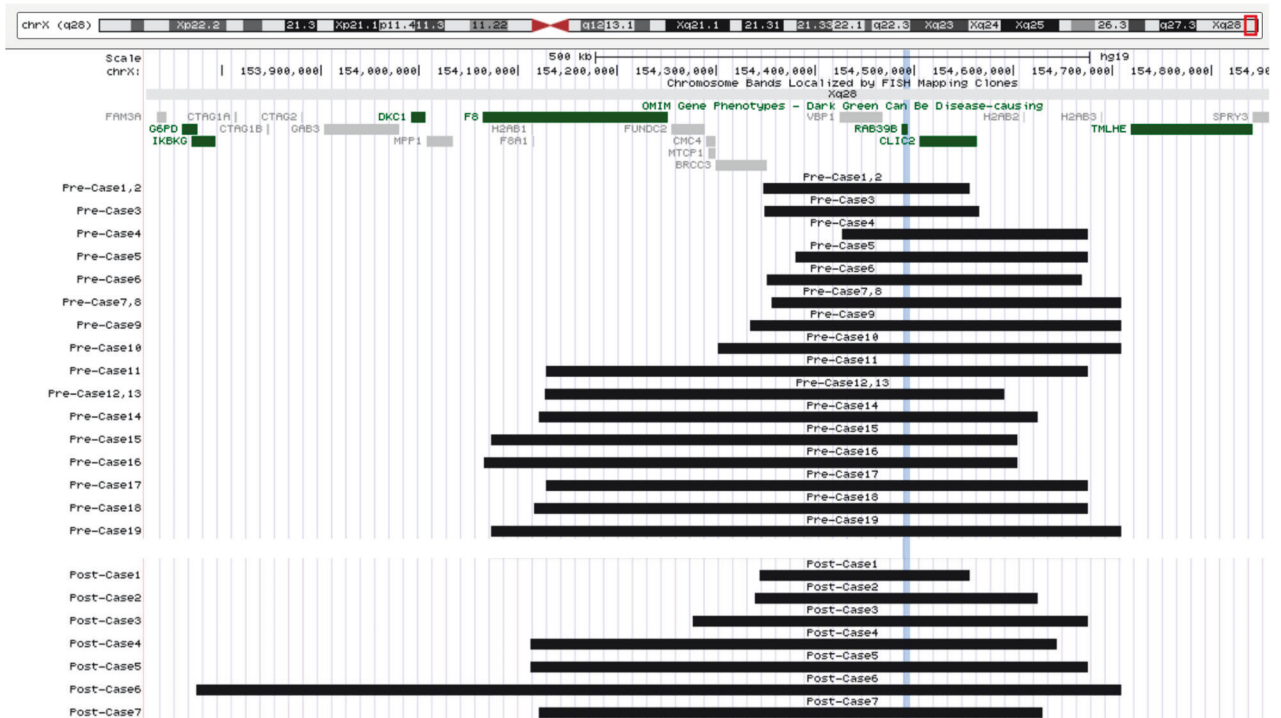 chrX (q28) Xp22.2 21.3 Xp21.1 p11.4 11.3 11.22 q12 13.1 Xq21.1 21.31 21.33 22.1 q22.3 Xq23 Xq24 Xq25 26.3 q27.3 Xq28
Scale 500 kb hg19
chrX: 153,900,000 154,000,000 154,100,000 154,200,000 154,300,000 154,400,000 154,500,000 154,600,000 154,700,000 154,800,000 154,90
Chromosome Bands Localized by FISH Mapping Clones
Xq28
OMIM Gene Phenotypes - Dark Green Can Be Disease-causing
FAM3A CTAG1A CTAG2 DKC1 F8 VBP1 H2AB2 H2AB3 SPRY3
G6PD CTAG1B GAB3 H2AB1 FUNDC2 RAB39B TMLHE
IKBKG MPP1 F8A1 CMC4 CLIC2
MTCP1
BRCC3
Pre-Case1,2
Pre-Case1,2
Pre-Case3
Pre-Case3
Pre-Case4
Pre-Case4
Pre-Case5
Pre-Case5
Pre-Case6
Pre-Case6
Pre-Case7,8
Pre-Case7,8
Pre-Case9
Pre-Case9
Pre-Case10
Pre-Case10
Pre-Case11
Pre-Case11
Pre-Case12,13
Pre-Case12,13
Pre-Case14
Pre-Case14
Pre-Case15
Pre-Case15
Pre-Case16
Pre-Case16
Pre-Case17
Pre-Case17
Pre-Case18
Pre-Case18
Pre-Case19
Pre-Case19
Post-Case1
Post-Case1
Post-Case2
Post-Case2
Post-Case3
Post-Case3
Post-Case4
Post-Case4
Post-Case5
Post-Case5
Post-Case6
Post-Case6
Post-Case7
Post-Case7